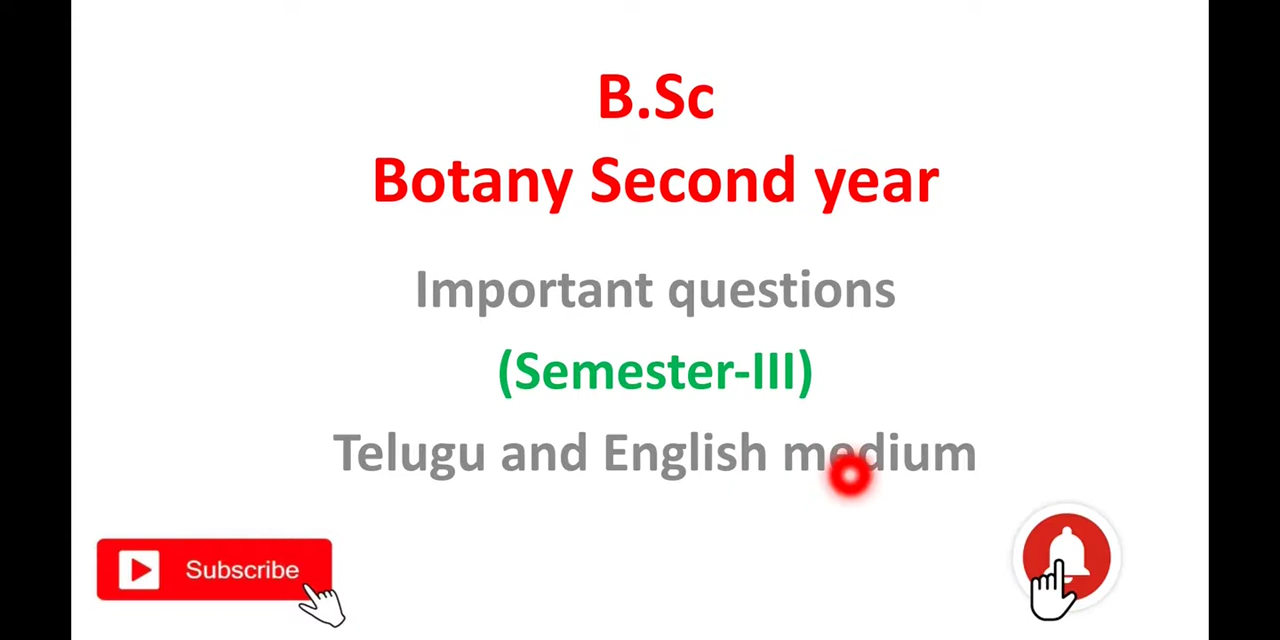 B.Sc
Botany Second year
Important questions
(Semester-III)
Telugu and English medium
Subscribe